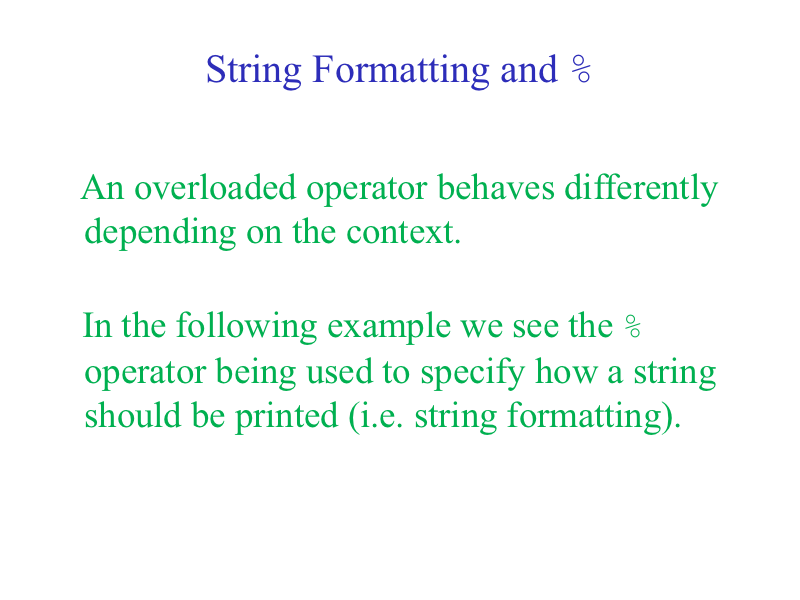 String Formatting and %
An overloaded operator behaves differently
depending on the context.
In the following example we see the %
operator being used to specify how a string
should be printed (i.e. string formatting).